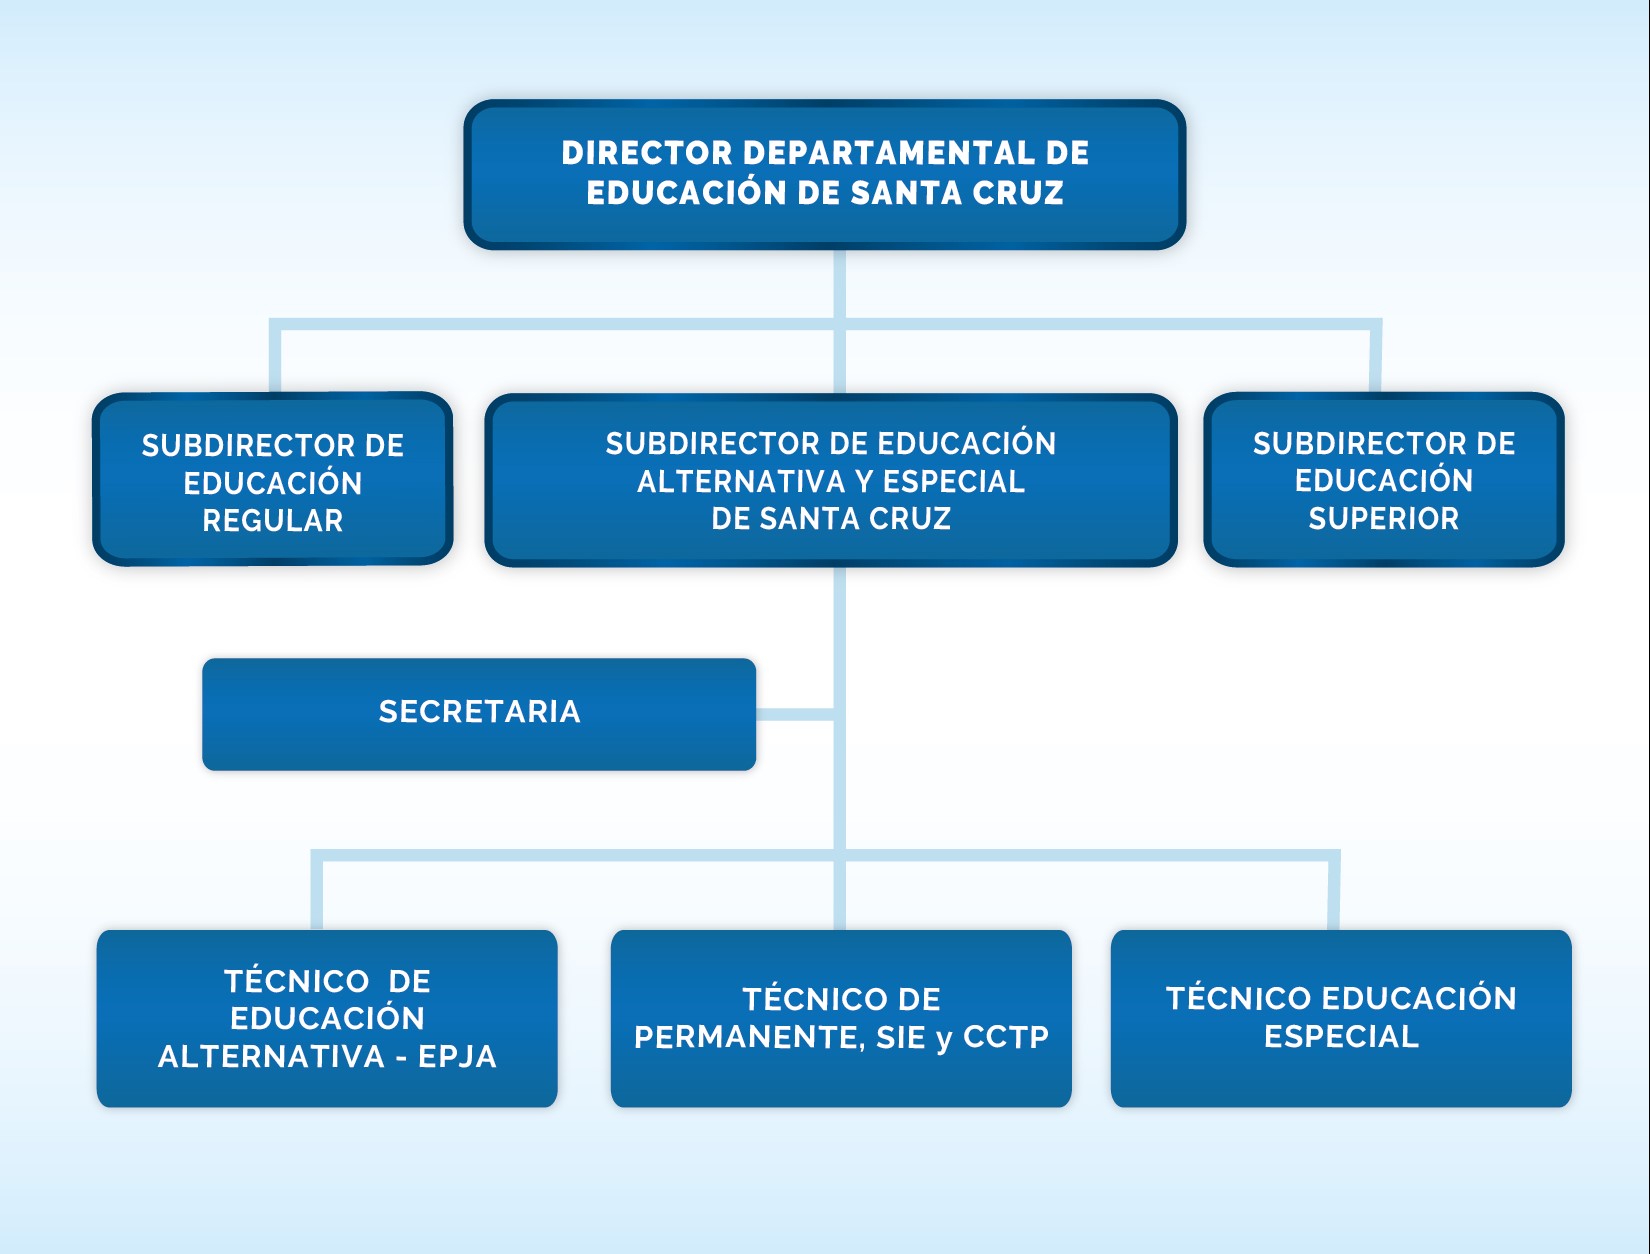 DIRECTOR DEPARTAMENTAL DE
EDUCACIÓN DE SANTA CRUZ
SUBDIRECTOR DE
EDUCACIÓN
REGULAR
SUBDIRECTOR DE EDUCACIÓN
ALTERNATIVA Y ESPECIAL
DE SANTA CRUZ
SUBDIRECTOR DE
EDUCACIÓN
SUPERIOR
SECRETARIA
TÉCNICO DE
EDUCACIÓN
ALTERNATIVA - EPJA
TÉCNICO DE
PERMANENTE, SIE y CCTP
TÉCNICO EDUCACIÓN
ESPECIAL